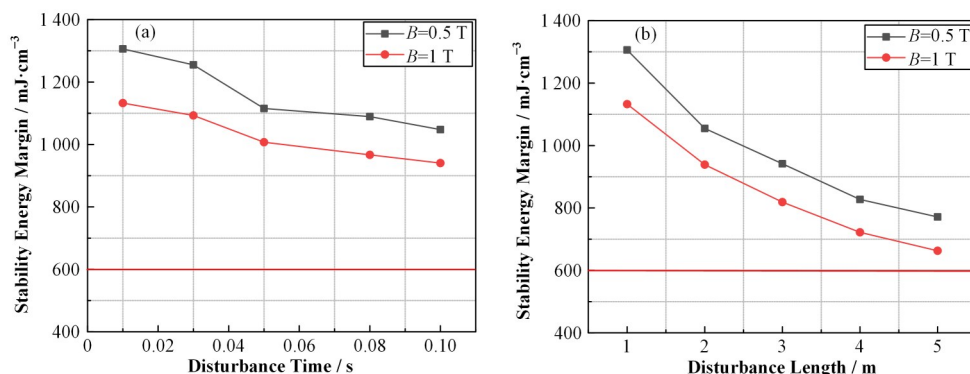 (a)
B=0.5 T
B=1 T
1 400
1 200
1 000
800
600
400
0
0.02
0.04
0.06
0.08
0.10
Stability Energy Margin / mJ·cm⁻³
Disturbance Time / s
(b)
B=0.5 T
B=1 T
1 400
1 200
1 000
800
600
400
1
2
3
4
5
Stability Energy Margin / mJ·cm⁻³
Disturbance Length / m